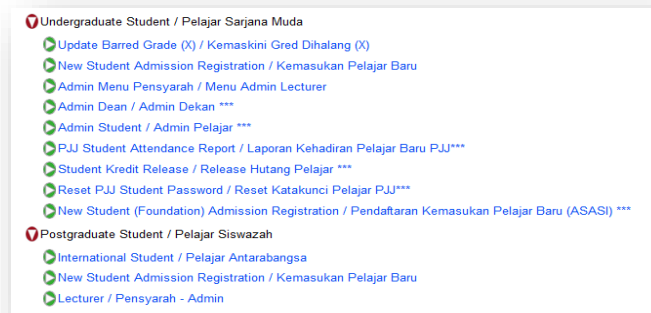 Undergraduate Student / Pelajar Sarjana Muda
Update Barred Grade (X) / Kemaskini Gred Dihalang (X)
New Student Admission Registration / Kemasukan Pelajar Baru
Admin Menu Pensyarah / Menu Admin Lecturer
Admin Dean / Admin Dekan ***
Admin Student / Admin Pelajar ***
PJJ Student Attendance Report / Laporan Kehadiran Pelajar Baru PJJ***
Student Kredit Release / Release Hutang Pelajar ***
Reset PJJ Student Password / Reset Katakunci Pelajar PJJ***
New Student (Foundation) Admission Registration / Pendaftaran Kemasukan Pelajar Baru (ASASI) ***
Postgraduate Student / Pelajar Siswazah
International Student / Pelajar Antarabangsa
New Student Admission Registration / Kemasukan Pelajar Baru
Lecturer / Pensyarah - Admin